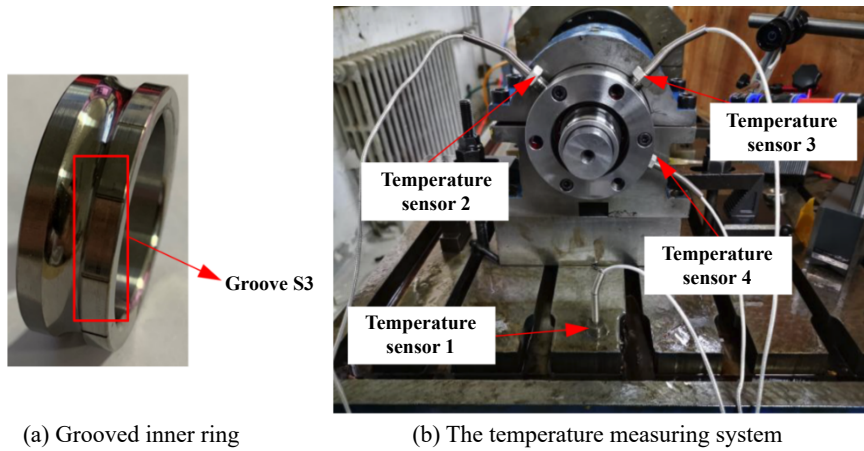 Groove S3
Temperature
sensor 2
Temperature
sensor 3
Temperature
sensor 4
Temperature
sensor 1
(a) Grooved inner ring
(b) The temperature measuring system